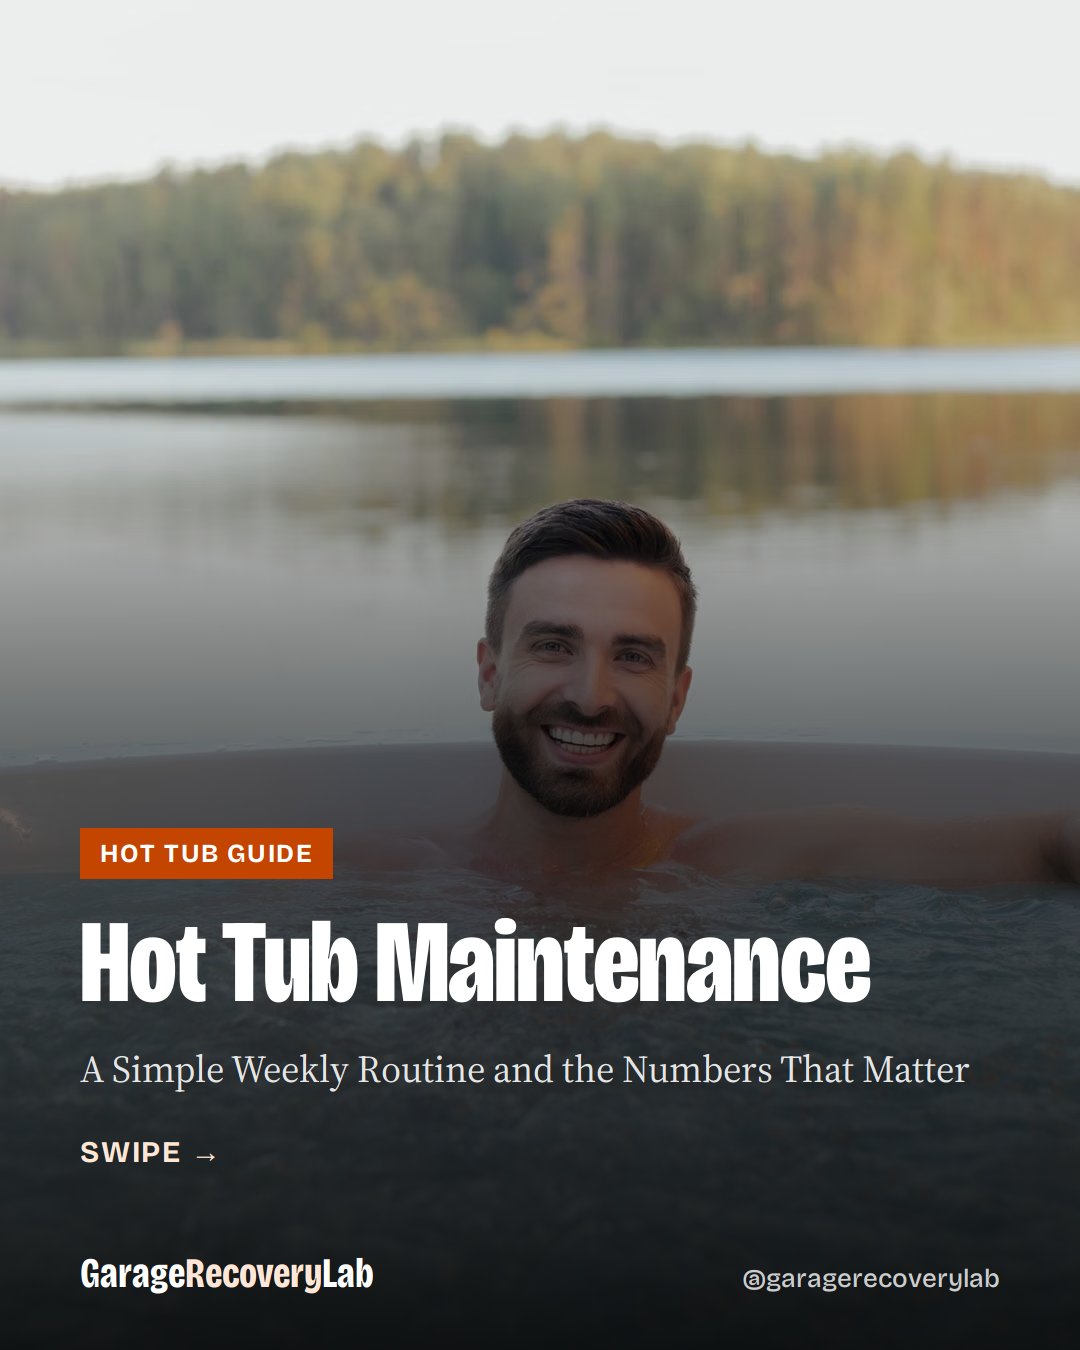 HOT TUB GUIDE
Hot Tub Maintenance
A Simple Weekly Routine and the Numbers That Matter
SWIPE →
GarageRecoveryLab
@garagerecoverylab